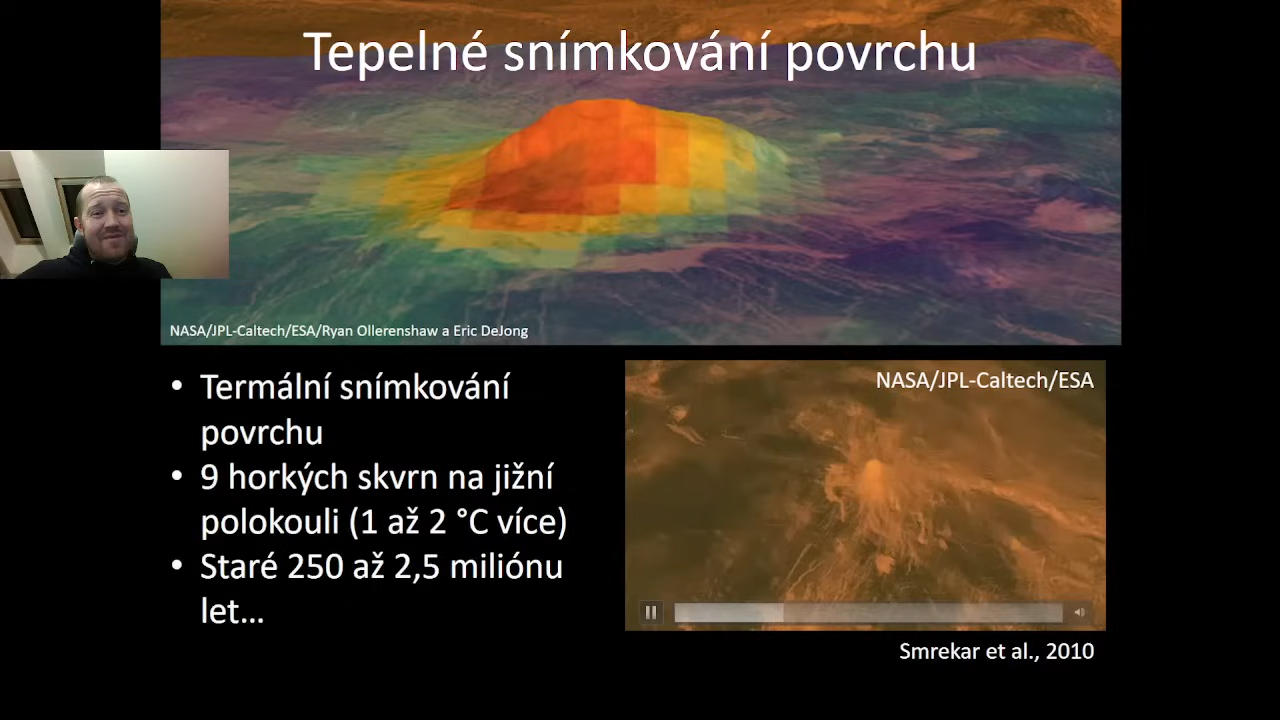 Tepelné snímkování povrchu
NASA/JPL-Caltech/ESA/Ryan Ollerenshaw a Eric DeJong
• Termální snímkování
povrchu
• 9 horkých skvrn na jižní
polokouli (1 až 2 °C více)
• Staré 250 až 2,5 miliónu
let...
NASA/JPL-Caltech/ESA
Smrekar et al., 2010